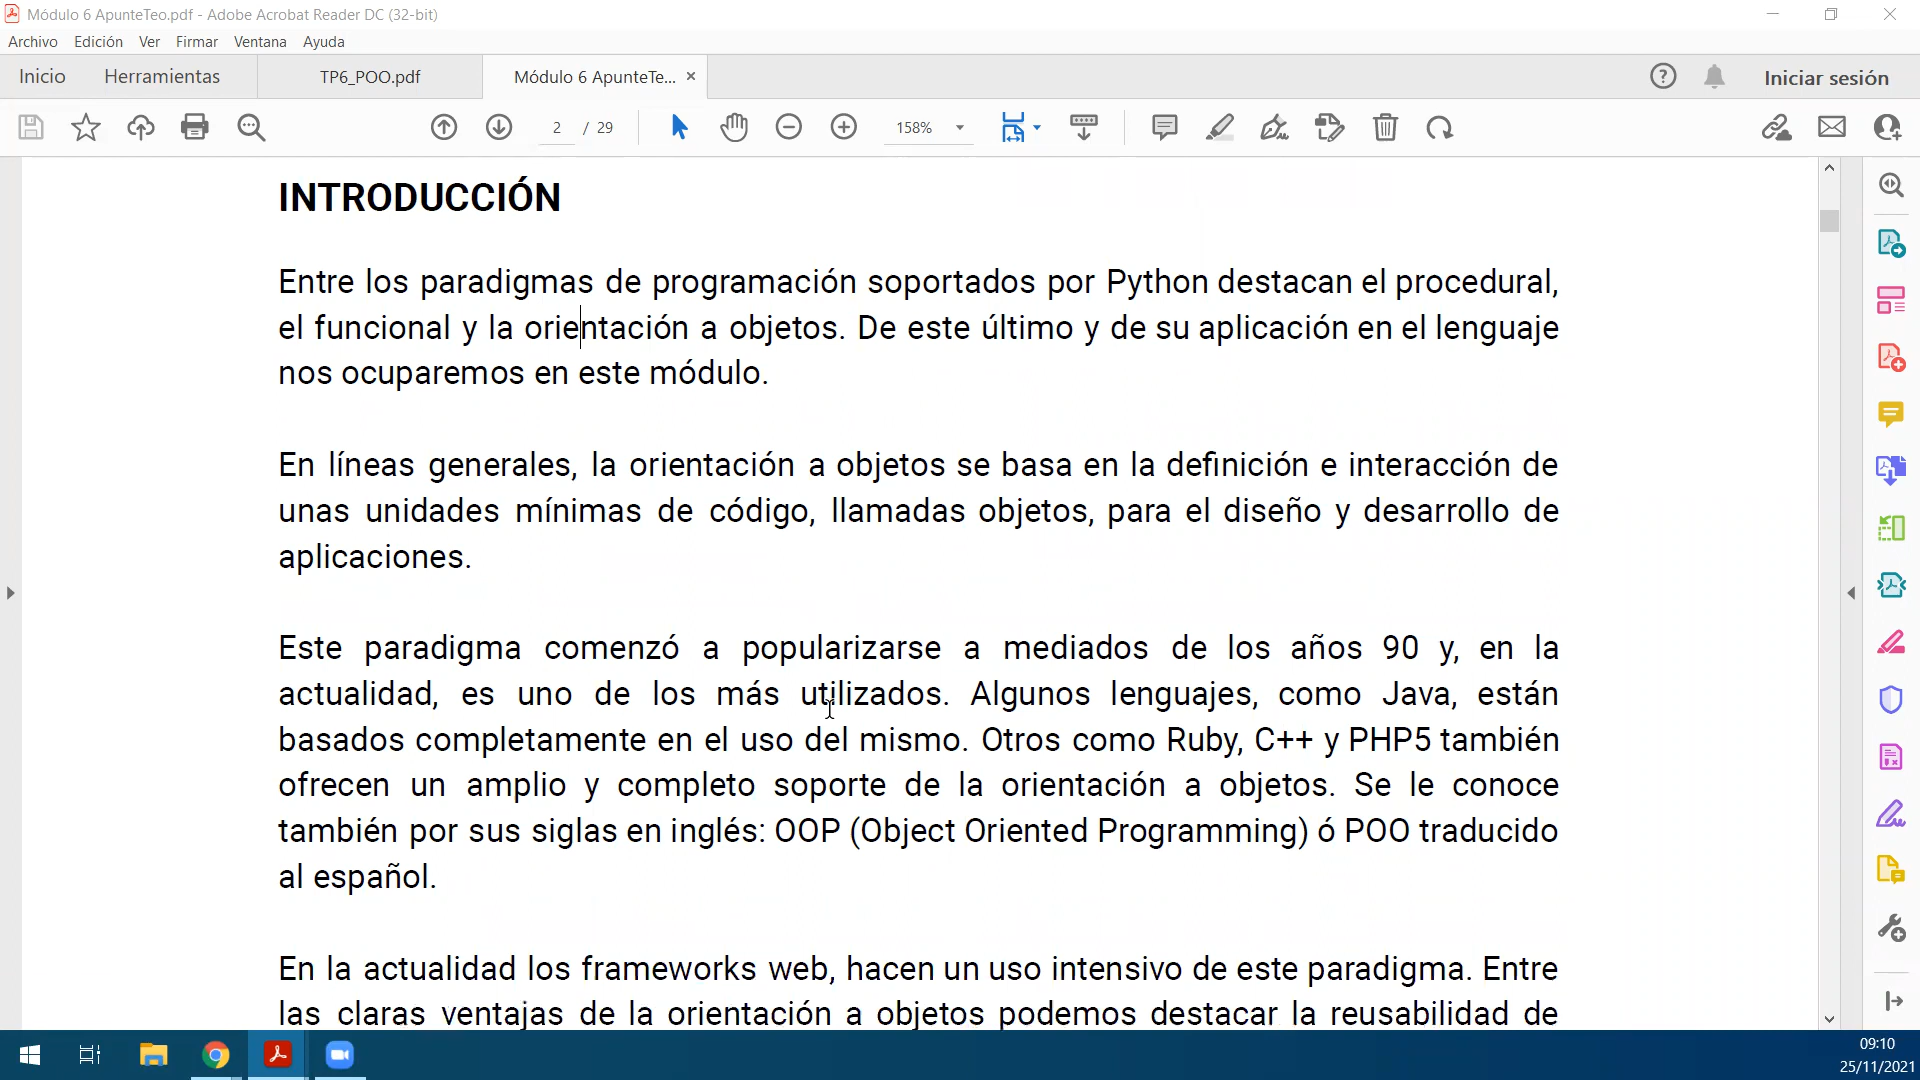 Módulo 6 ApunteTeo.pdf - Adobe Acrobat Reader DC (32-bit)
Archivo Edición Ver Firmar Ventana Ayuda
Inicio Herramientas TP6_POO.pdf Módulo 6 ApunteTe... × Iniciar sesión
2 / 29 158%
INTRODUCCIÓN
Entre los paradigmas de programación soportados por Python destacan el procedural,
el funcional y la orientación a objetos. De este último y de su aplicación en el lenguaje
nos ocuparemos en este módulo.
En líneas generales, la orientación a objetos se basa en la definición e interacción de
unas unidades mínimas de código, llamadas objetos, para el diseño y desarrollo de
aplicaciones.
Este paradigma comenzó a popularizarse a mediados de los años 90 y, en la
actualidad, es uno de los más utilizados. Algunos lenguajes, como Java, están
basados completamente en el uso del mismo. Otros como Ruby, C++ y PHP5 también
ofrecen un amplio y completo soporte de la orientación a objetos. Se le conoce
también por sus siglas en inglés: OOP (Object Oriented Programming) ó POO traducido
al español.
En la actualidad los frameworks web, hacen un uso intensivo de este paradigma. Entre
las claras ventajas de la orientación a objetos podemos destacar la reusabilidad de
09:10
25/11/2021